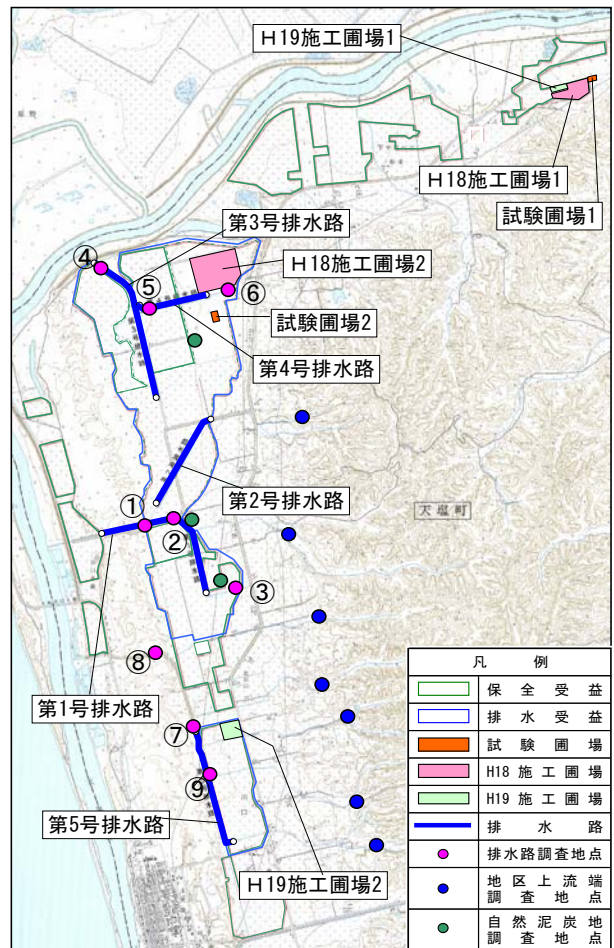 H19施工圃場1
H18施工圃場1
試験圃場1
第3号排水路
H18施工圃場2
④
⑤
⑥
試験圃場2
第4号排水路
第2号排水路
①
②
③
天塩町
⑧
第1号排水路
⑦
⑨
第5号排水路
H19施工圃場2
凡 例
保全受益
排水受益
試験圃場
H18施工圃場
H19施工圃場
排水路
排水路調査地点
地区上流端
調査地点
自然泥炭地
調査地点